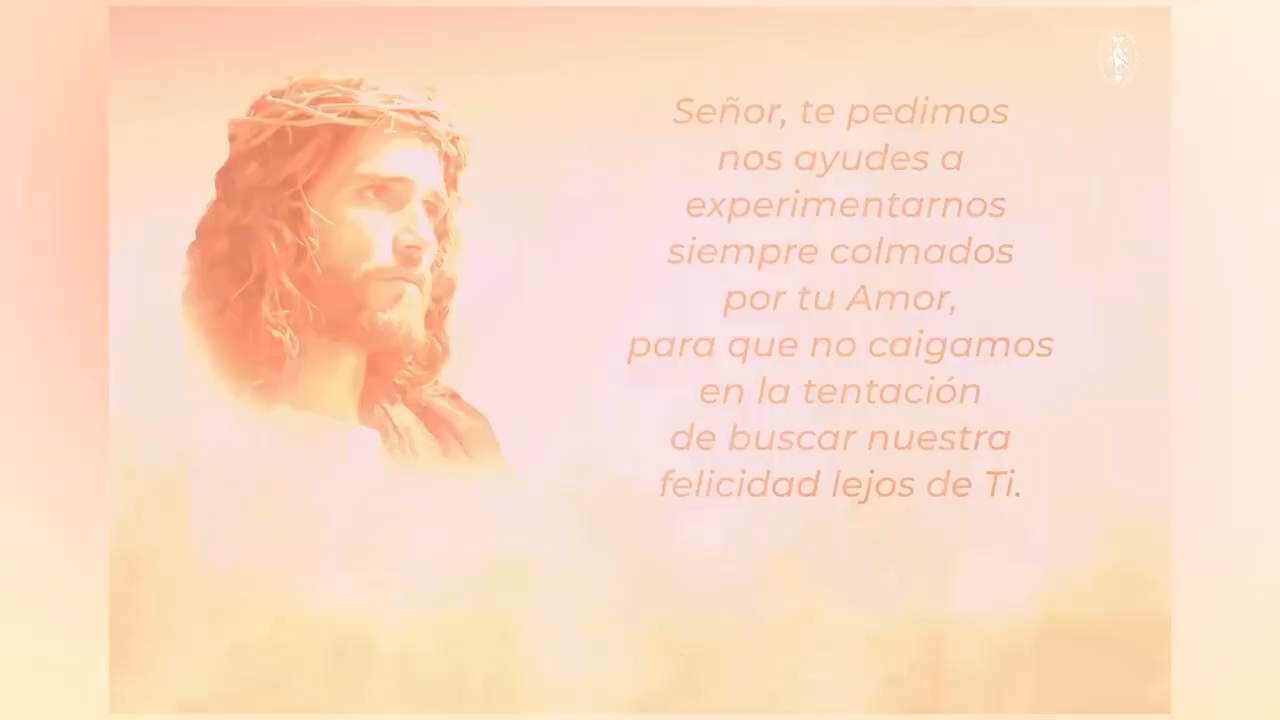 Señor, te pedimos
nos ayudes a
experimentarnos
siempre colmados
por tu Amor,
para que no caigamos
en la tentación
de buscar nuestra
felicidad lejos de Ti.